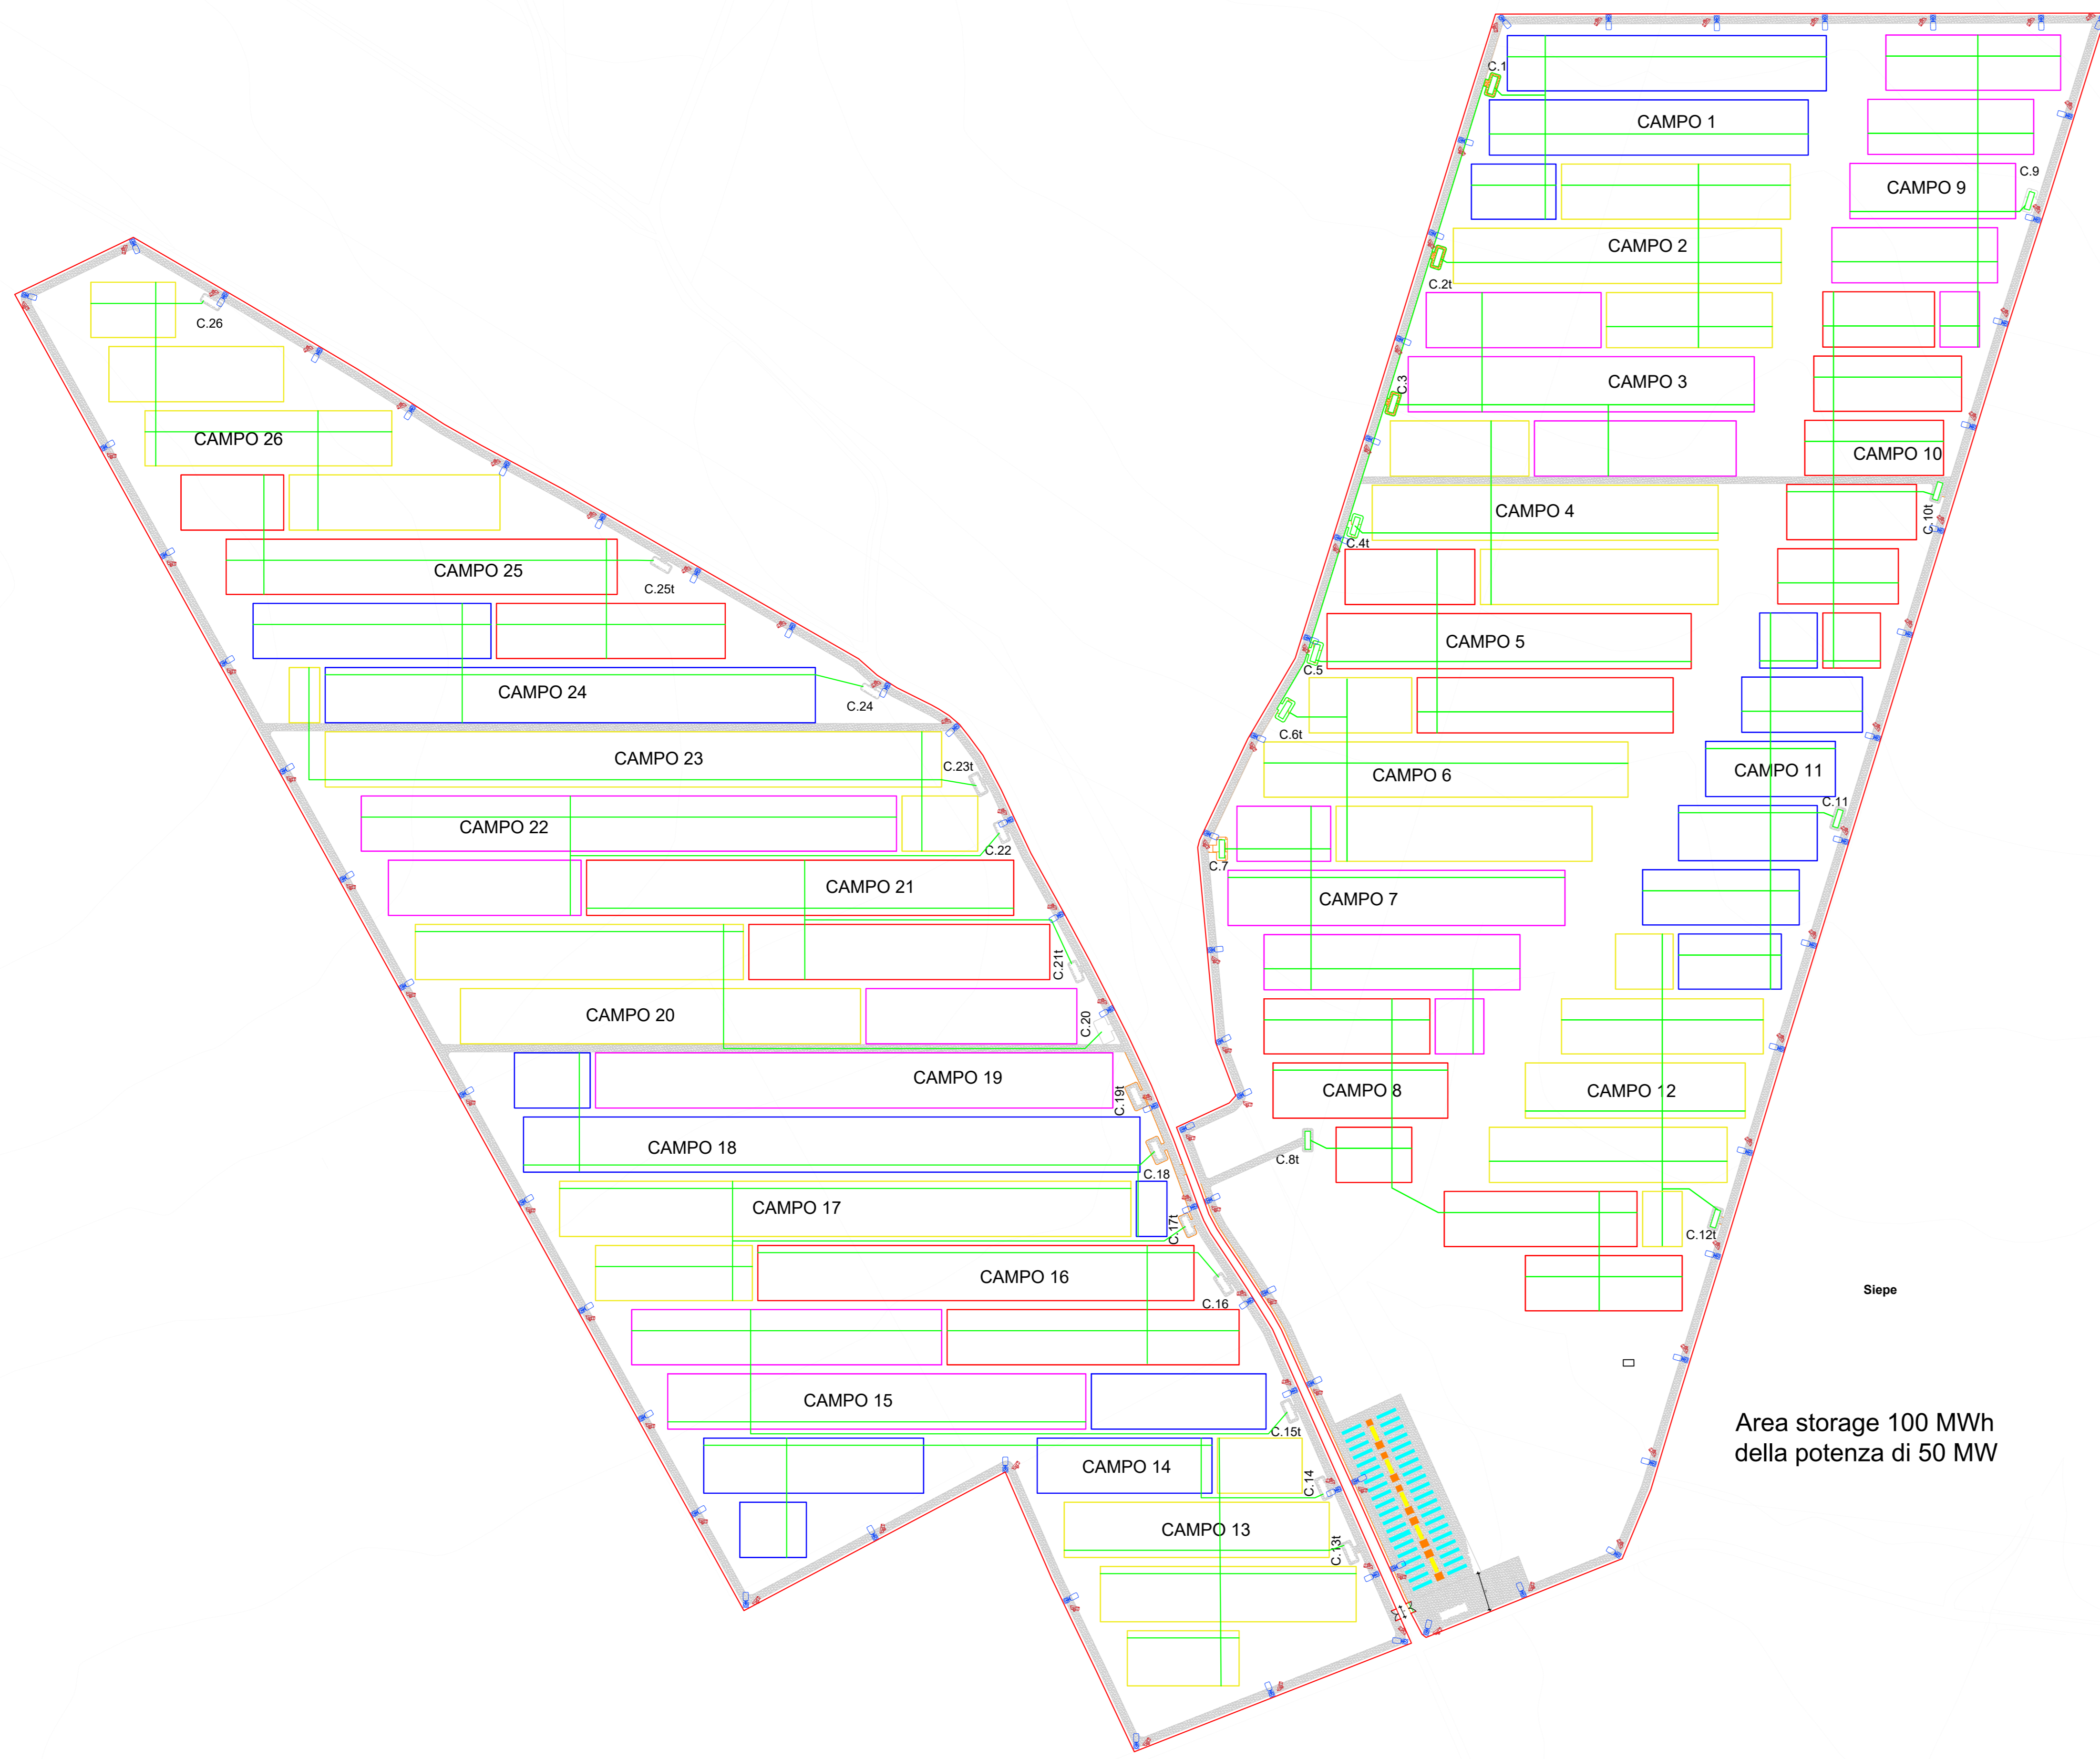 C.1
CAMPO 1
C.9
CAMPO 9
CAMPO 2
C.2t
C.26
CAMPO 3
C.3
CAMPO 26
CAMPO 10
C.10t
CAMPO 4
C.4t
CAMPO 25
C.25t
CAMPO 5
C.5
CAMPO 24
C.24
C.6t
CAMPO 23
C.23t
CAMPO 6
CAMPO 11
C.11
CAMPO 22
C.22
C.7
CAMPO 21
CAMPO 7
C.21t
CAMPO 20
C.20
CAMPO 19
C.19t
CAMPO 8
CAMPO 12
CAMPO 18
C.18
C.8t
CAMPO 17
C.17t
C.12t
CAMPO 16
C.16
Siepe
CAMPO 15
C.15t
Area storage 100 MWh
della potenza di 50 MW
CAMPO 14
C.14
CAMPO 13
C.13t